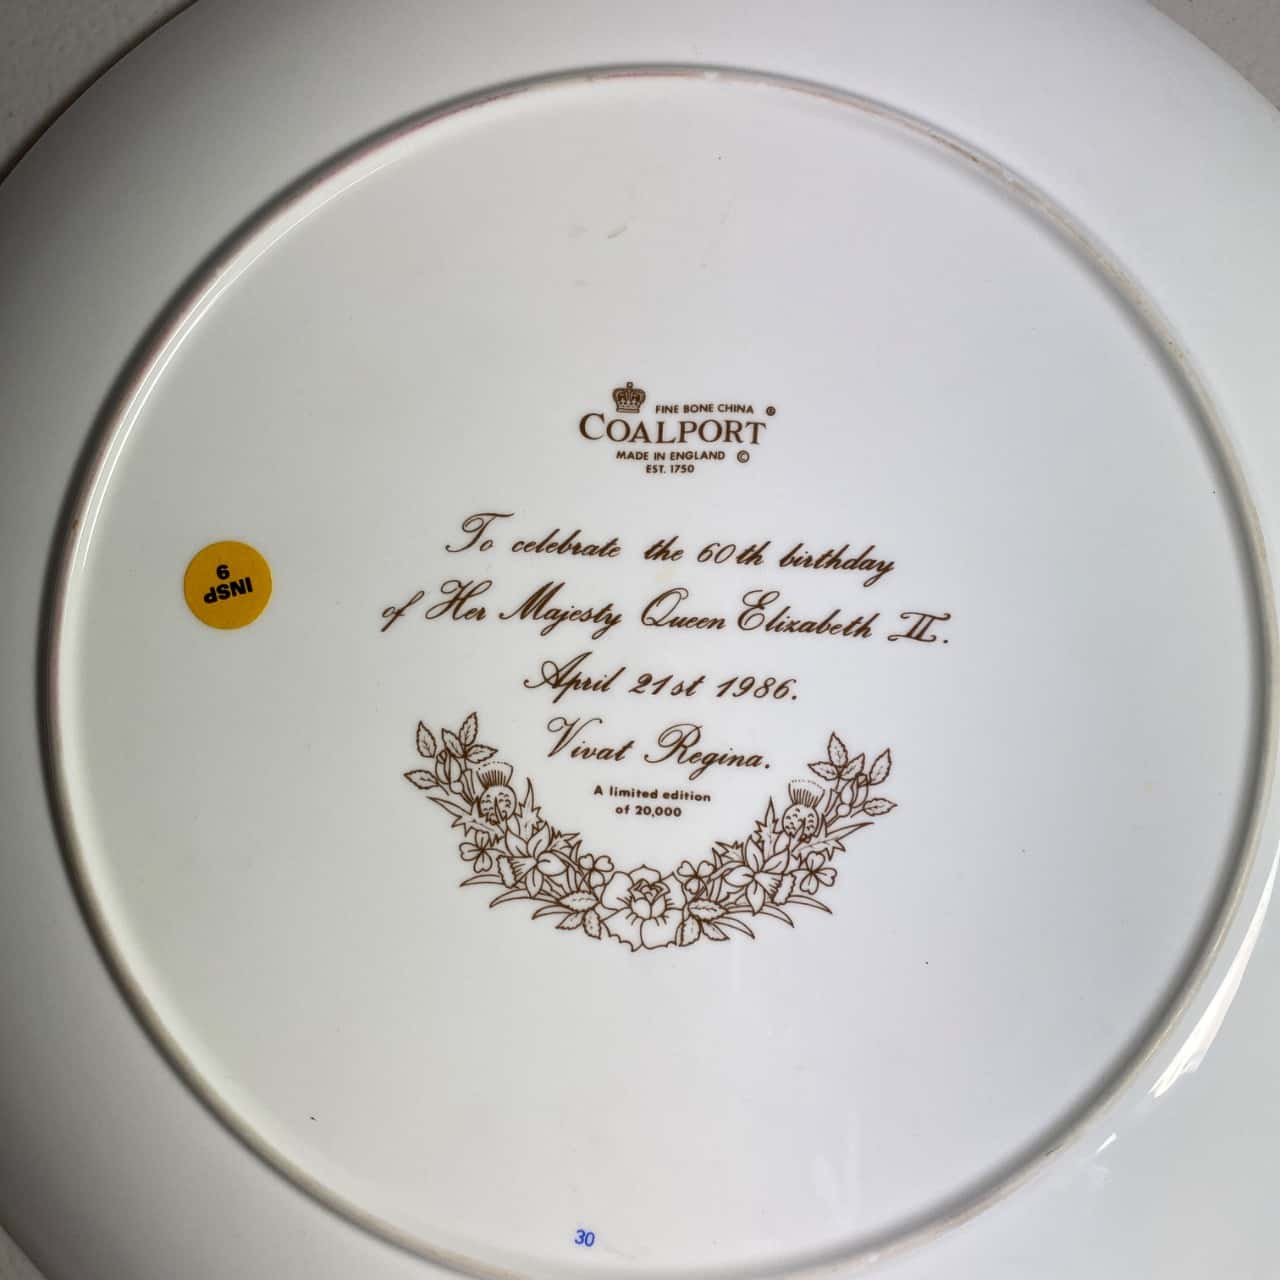 FINE BONE CHINA ®
COALPORT
MADE IN ENGLAND ©
EST. 1750
To celebrate the 60th birthday
of Her Majesty Queen Elizabeth II.
April 21st 1986.
Vivat Regina.
A limited edition
of 20,000
INSP
9
30